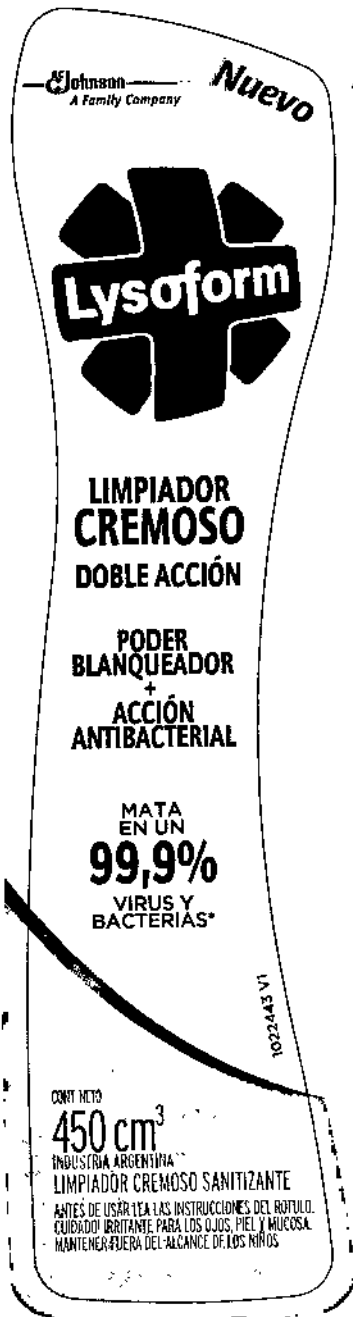 SC Johnson
A Family Company
Nuevo
Lysoform
LIMPIADOR
CREMOSO
DOBLE ACCIÓN
PODER
BLANQUEADOR
+
ACCIÓN
ANTIBACTERIAL
MATA
EN UN
99,9%
VIRUS Y
BACTERIAS*
1022443 V1
CONT NETO
450 cm³
INDUSTRIA ARGENTINA
LIMPIADOR CREMOSO SANITIZANTE
ANTES DE USAR LEA LAS INSTRUCCIONES DEL ROTULO.
CUIDADO! IRRITANTE PARA LOS OJOS, PIEL Y MUCOSA.
MANTENER FUERA DEL ALCANCE DE LOS NIÑOS